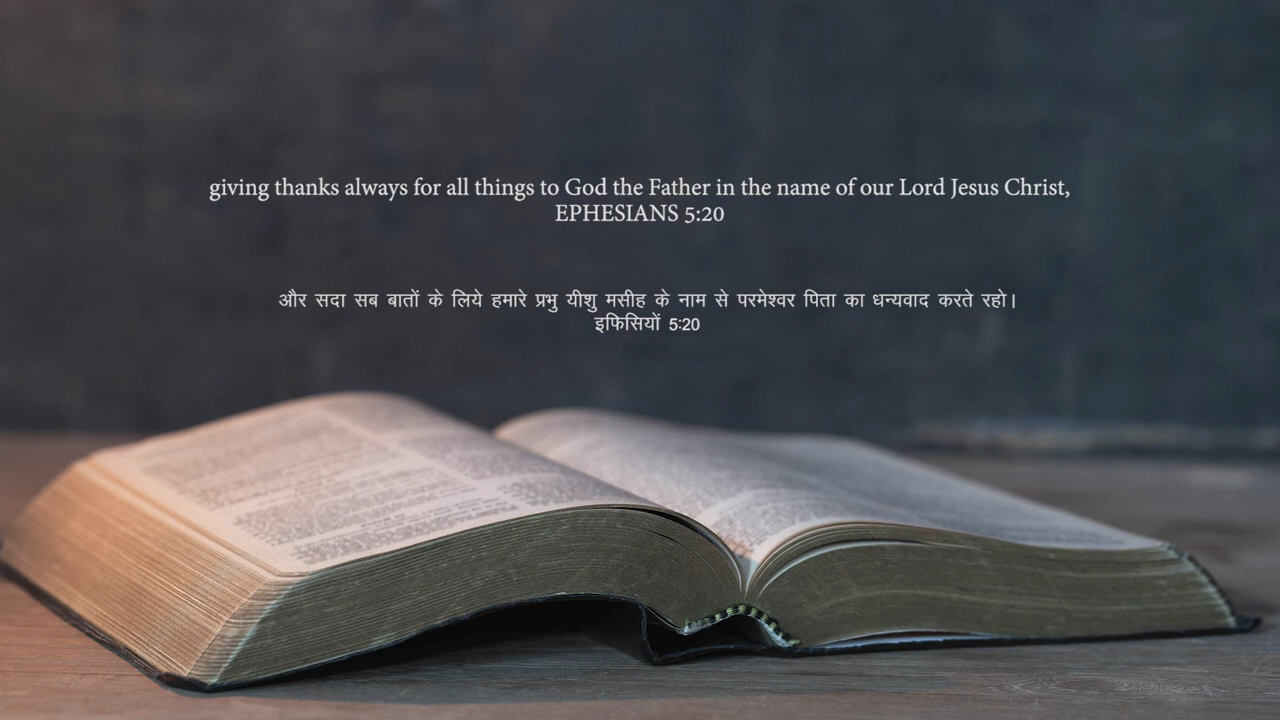 giving thanks always for all things to God the Father in the name of our Lord Jesus Christ,
EPHESIANS 5:20
और सदा सब बातों के लिये हमारे प्रभु यीशु मसीह के नाम से परमेश्वर पिता का धन्यवाद करते रहो।
इफिसियों 5:20